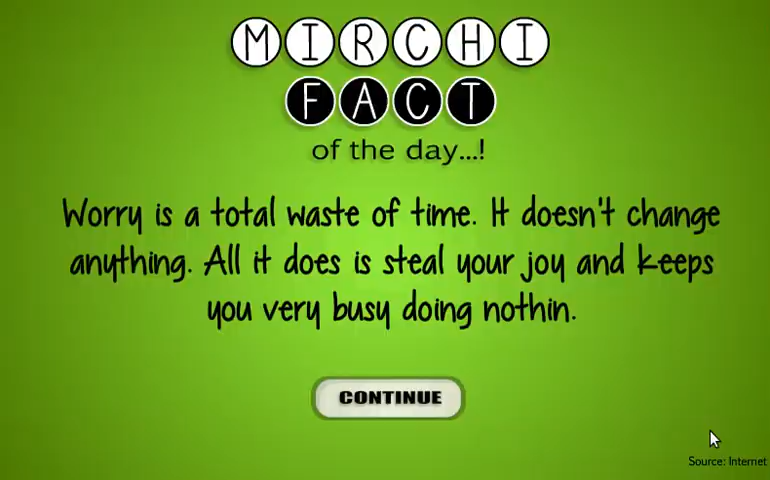 MIRCHI
FACT
of the day...!
Worry is a total waste of time. It doesn't change
anything. All it does is steal your joy and keeps
you very busy doing nothin.
CONTINUE
Source: Internet